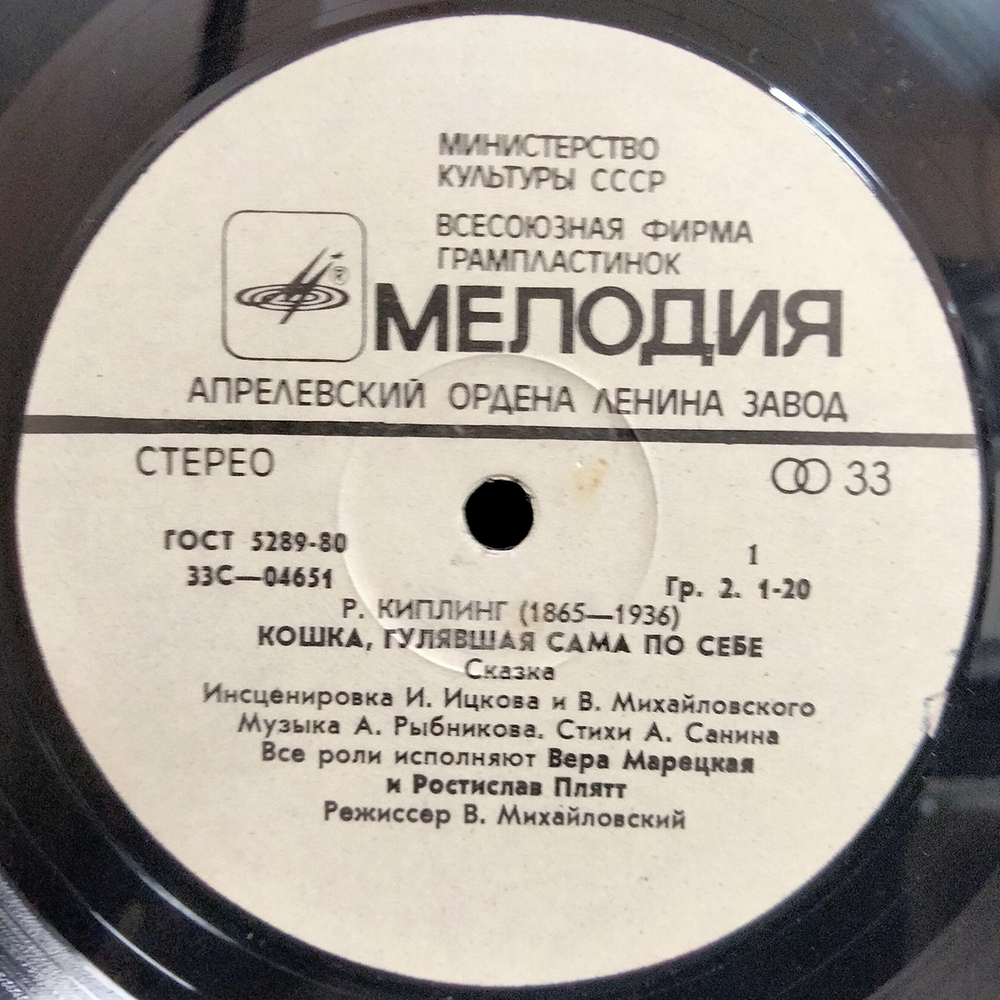 МИНИСТЕРСТВО
КУЛЬТУРЫ СССР
ВСЕСОЮЗНАЯ ФИРМА
ГРАМПЛАСТИНОК
®
МЕЛОДИЯ
АПРЕЛЕВСКИЙ ОРДЕНА ЛЕНИНА ЗАВОД
СТЕРЕО
33
ГОСТ 5289-80
33С—04651
1
Гр. 2. 1-20
Р. КИПЛИНГ (1865—1936)
КОШКА, ГУЛЯВШАЯ САМА ПО СЕБЕ
Сказка
Инсценировка И. Ицкова и В. Михайловского
Музыка А. Рыбникова. Стихи А. Санина
Все роли исполняют Вера Марецкая
и Ростислав Плятт
Режиссер В. Михайловский